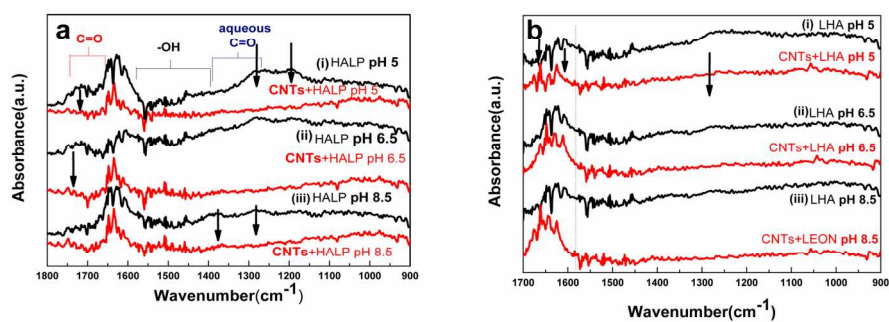 a
aqueous
C=O
C=O
-OH
(i)HALP pH 5
CNTs+HALP pH 5
(ii)HALP pH 6.5
CNTs+HALP pH 6.5
(iii)HALP pH 8.5
CNTs+HALP pH 8.5
Absorbance(a.u.)
1800 1700 1600 1500 1400 1300 1200 1100 1000 900
Wavenumber(cm-1)
b
(i) LHA pH 5
CNTs+LHA pH 5
(ii)LHA pH 6.5
CNTs+LHA pH 6.5
(iii)LHA pH8.5
CNTs+LEON pH 8.5
Absorbance(a.u.)
1700 1600 1500 1400 1300 1200 1100 1000 900
Wavenumber(cm-1)